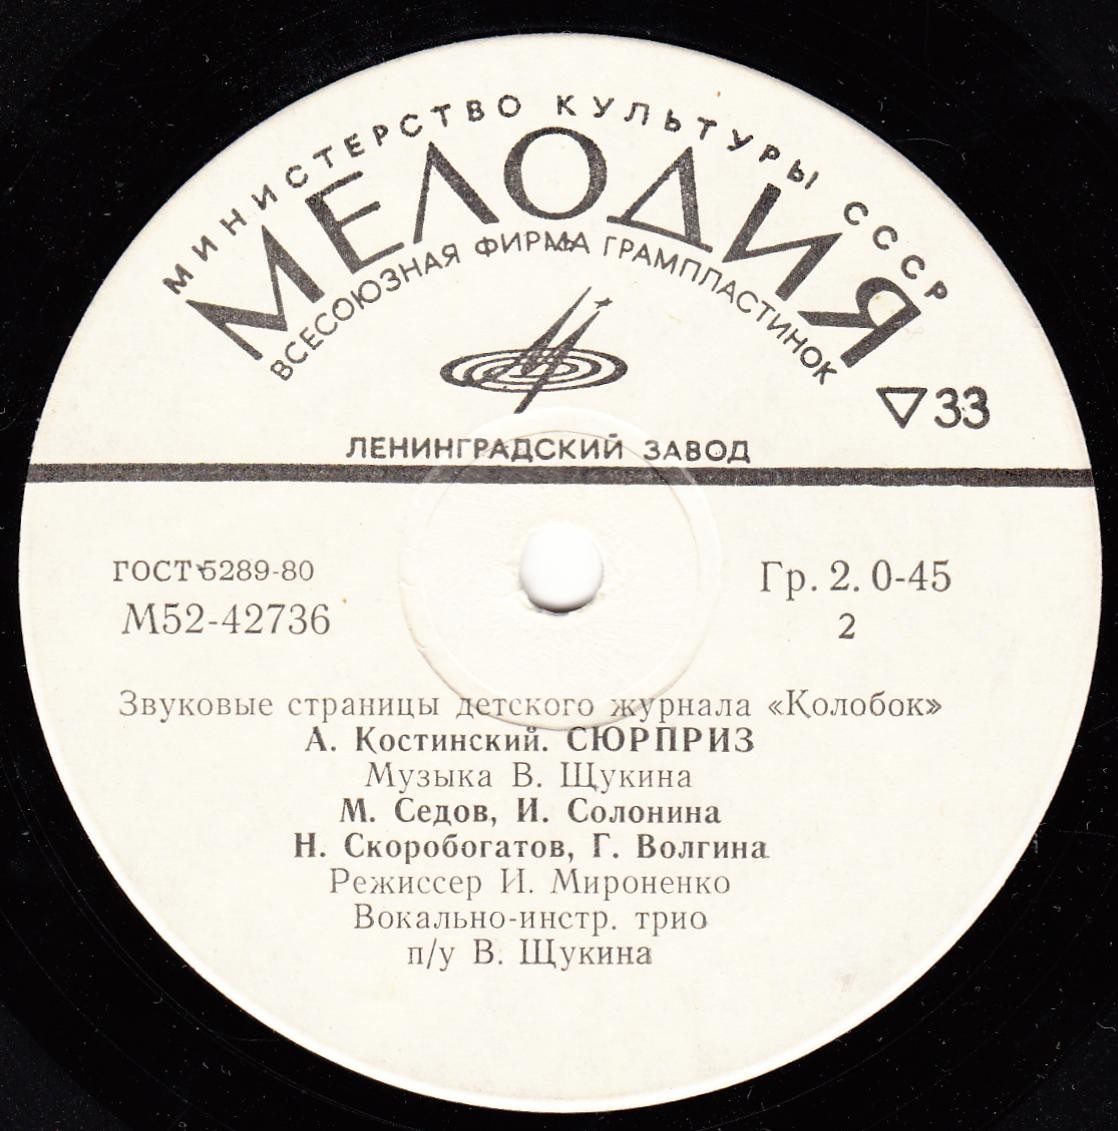 МИНИСТЕРСТВО КУЛЬТУРЫ СССР
МЕЛОДИЯ
ВСЕСОЮЗНАЯ ФИРМА ГРАМПЛАСТИНОК
▽33
ЛЕНИНГРАДСКИЙ ЗАВОД
ГОСТ 5289-80
М52-42736
Гр. 2. 0-45
2
Звуковые страницы детского журнала «Колобок»
А. Костинский. СЮРПРИЗ
Музыка В. Щукина
М. Седов, И. Солонина
Н. Скоробогатов, Г. Волгина
Режиссер И. Мироненко
Вокально-инстр. трио
п/у В. Щукина